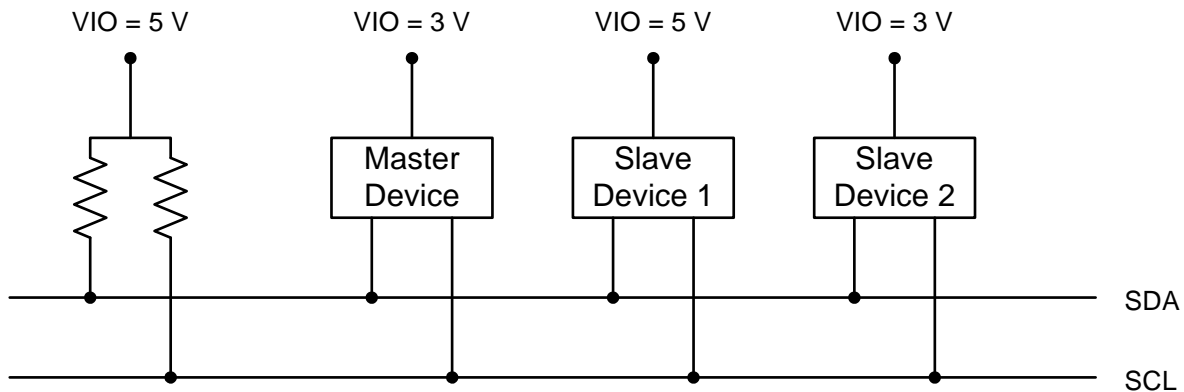 VIO = 5 V
VIO = 3 V
VIO = 5 V
VIO = 3 V
Master
Device
Slave
Device 1
Slave
Device 2
SDA
SCL